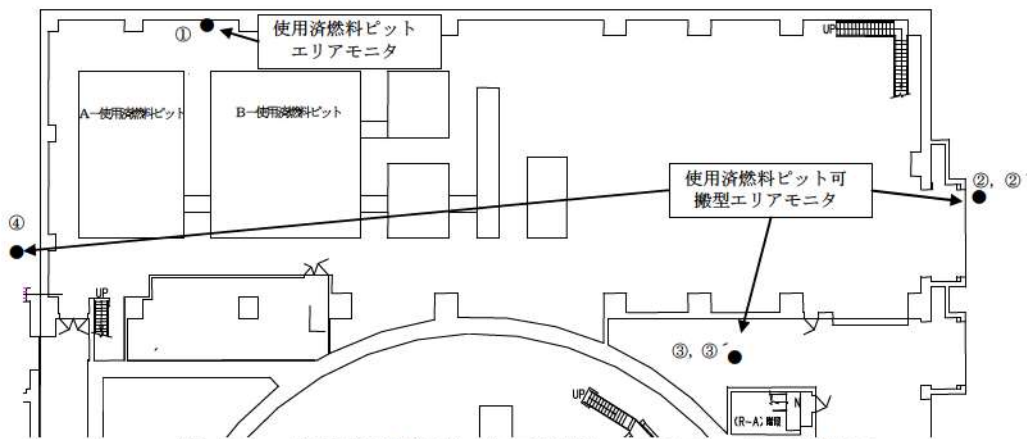 ①
使用済燃料ピット
エリアモニタ
UP
A－使用済燃料ピット
B－使用済燃料ピット
使用済燃料ピット可
搬型エリアモニタ
②, ②´
④
UP
③, ③´
UP
N
(R-A)階段